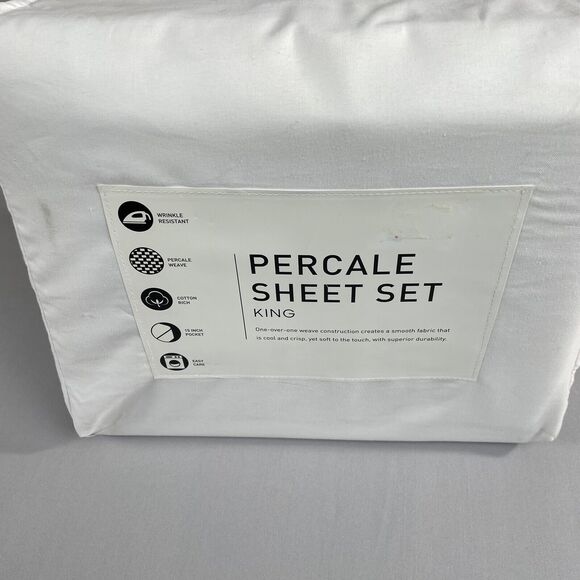 WRINKLE
RESISTANT
PERCALE
WEAVE
COTTON
RICH
15 INCH
POCKET
EASY
CARE
PERCALE
SHEET SET
KING
One-over-one weave construction creates a smooth fabric that
is cool and crisp, yet soft to the touch, with superior durability.